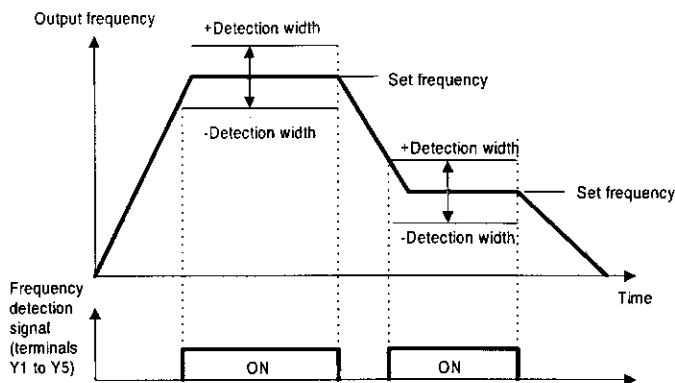 Output frequency
+Detection width
Set frequency
-Detection width
+Detection width
Set frequency
-Detection width
Time
Frequency
detection
signal
(terminals
Y1 to Y5)
ON
ON